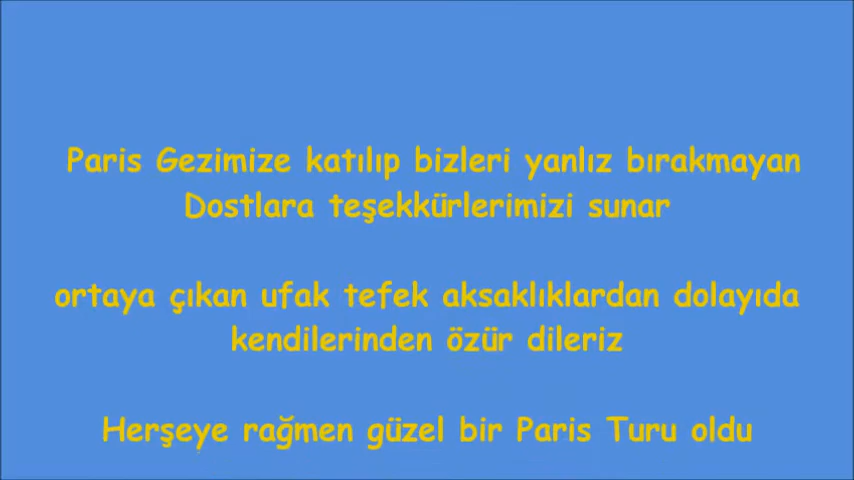 Paris Gezimize katılıp bizleri yanlız bırakmayan
Dostlara teşekkürlerimizi sunar
ortaya çıkan ufak tefek aksaklıklardan dolayıda
kendilerinden özür dileriz
Herşeye rağmen güzel bir Paris Turu oldu